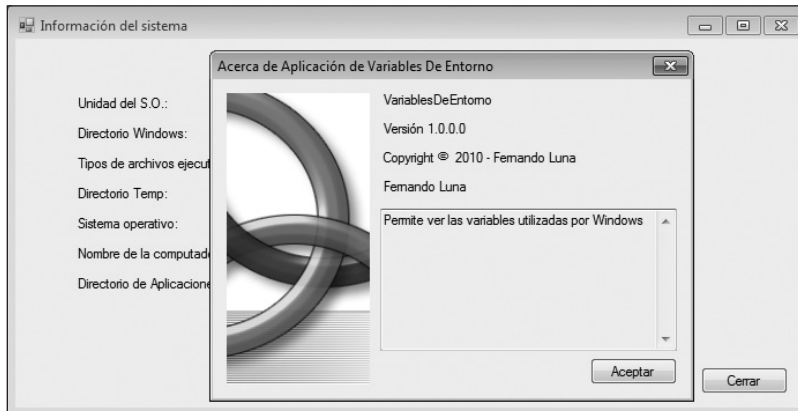 Información del sistema
Acerca de Aplicación de Variables De Entorno
Unidad del S.O.:
Directorio Windows:
Tipos de archivos ejecut
Directorio Temp:
Sistema operativo:
Nombre de la computad
Directorio de Aplicacione
VariablesDeEntorno
Versión 1.0.0.0
Copyright © 2010 - Fernando Luna
Fernando Luna
Permite ver las variables utilizadas por Windows
Aceptar
Cerrar